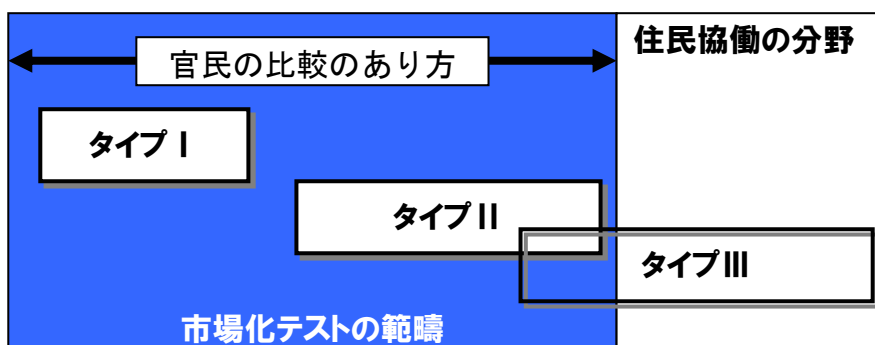 住民協働の分野
官民の比較のあり方
タイプⅠ
タイプⅡ
タイプⅢ
市場化テストの範疇